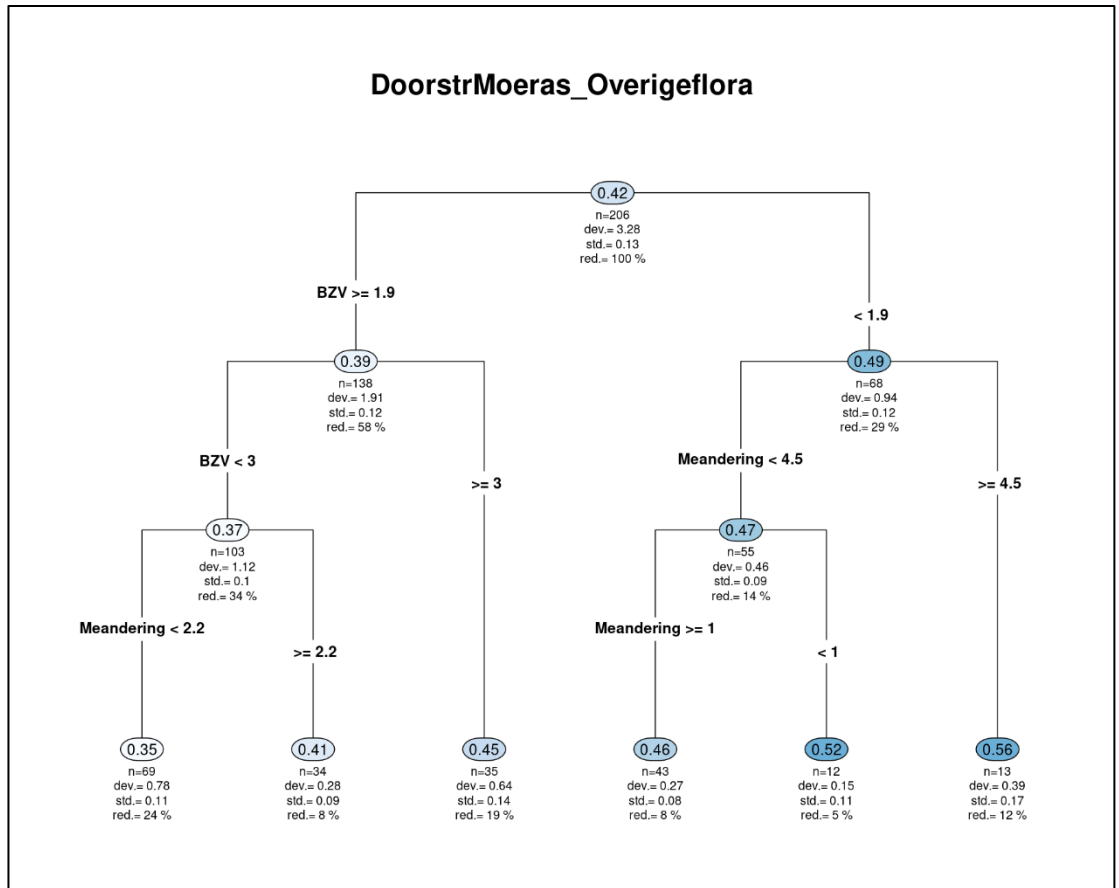 DoorstrMoeras_Overigeflora
0.42
n=206
dev.= 3.28
std.= 0.13
red.= 100 %
BZV >= 1.9
< 1.9
0.39
n=138
dev.= 1.91
std.= 0.12
red.= 58 %
0.49
n=68
dev.= 0.94
std.= 0.12
red.= 29 %
BZV < 3
>= 3
Meandering < 4.5
>= 4.5
0.37
n=103
dev.= 1.12
std.= 0.1
red.= 34 %
0.47
n=55
dev.= 0.46
std.= 0.09
red.= 14 %
Meandering < 2.2
>= 2.2
Meandering >= 1
< 1
0.35
n=69
dev.= 0.78
std.= 0.11
red.= 24 %
0.41
n=34
dev.= 0.28
std.= 0.09
red.= 8 %
0.45
n=35
dev.= 0.64
std.= 0.14
red.= 19 %
0.46
n=43
dev.= 0.27
std.= 0.08
red.= 8 %
0.52
n=12
dev.= 0.15
std.= 0.11
red.= 5 %
0.56
n=13
dev.= 0.39
std.= 0.17
red.= 12 %